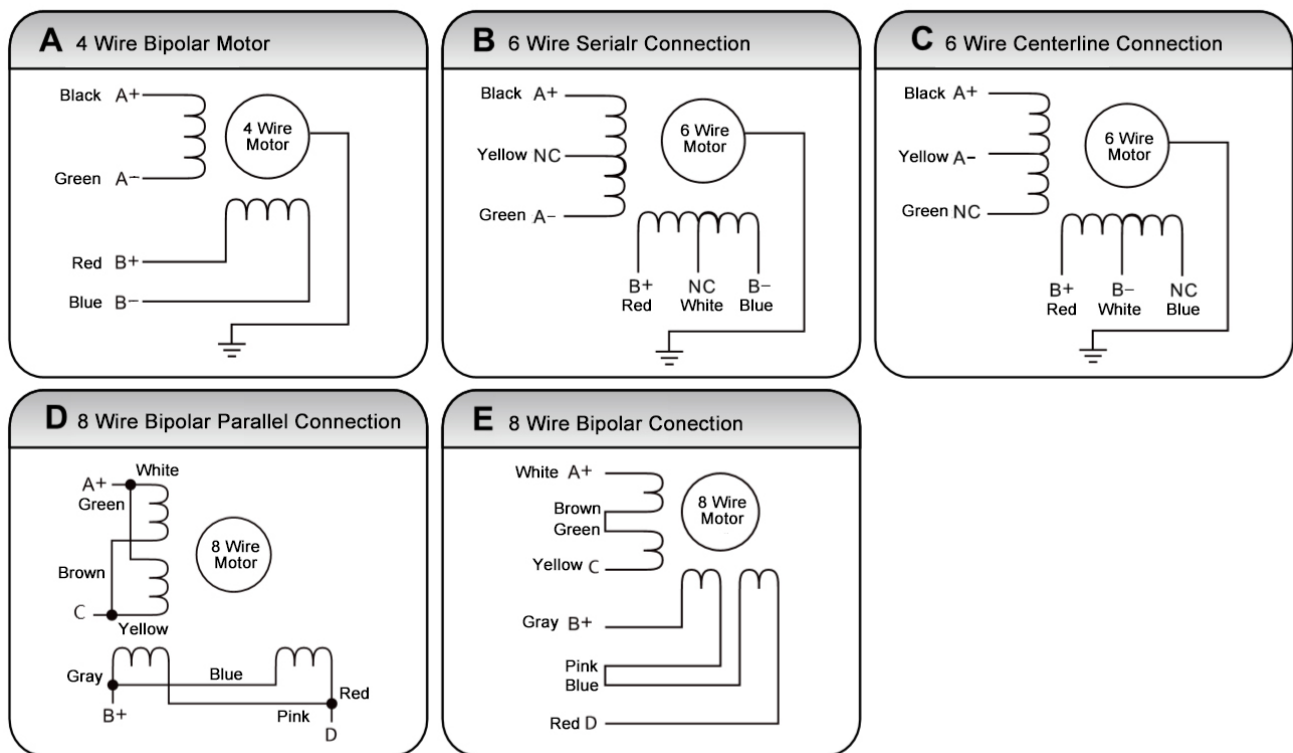 A 4 Wire Bipolar Motor
Black A+
4 Wire
Motor
Green A−
Red B+
Blue B−
B 6 Wire Serialr Connection
Black A+
6 Wire
Motor
Yellow NC
Green A−
B+ NC B−
Red White Blue
C 6 Wire Centerline Connection
Black A+
6 Wire
Motor
Yellow A−
Green NC
B+ B− NC
Red White Blue
D 8 Wire Bipolar Parallel Connection
White
A+
Green
8 Wire
Motor
Brown
C
Yellow
Gray
Blue
Red
B+
Pink
D
E 8 Wire Bipolar Conection
White A+
8 Wire
Motor
Brown
Green
Yellow C
Gray B+
Pink
Blue
Red D